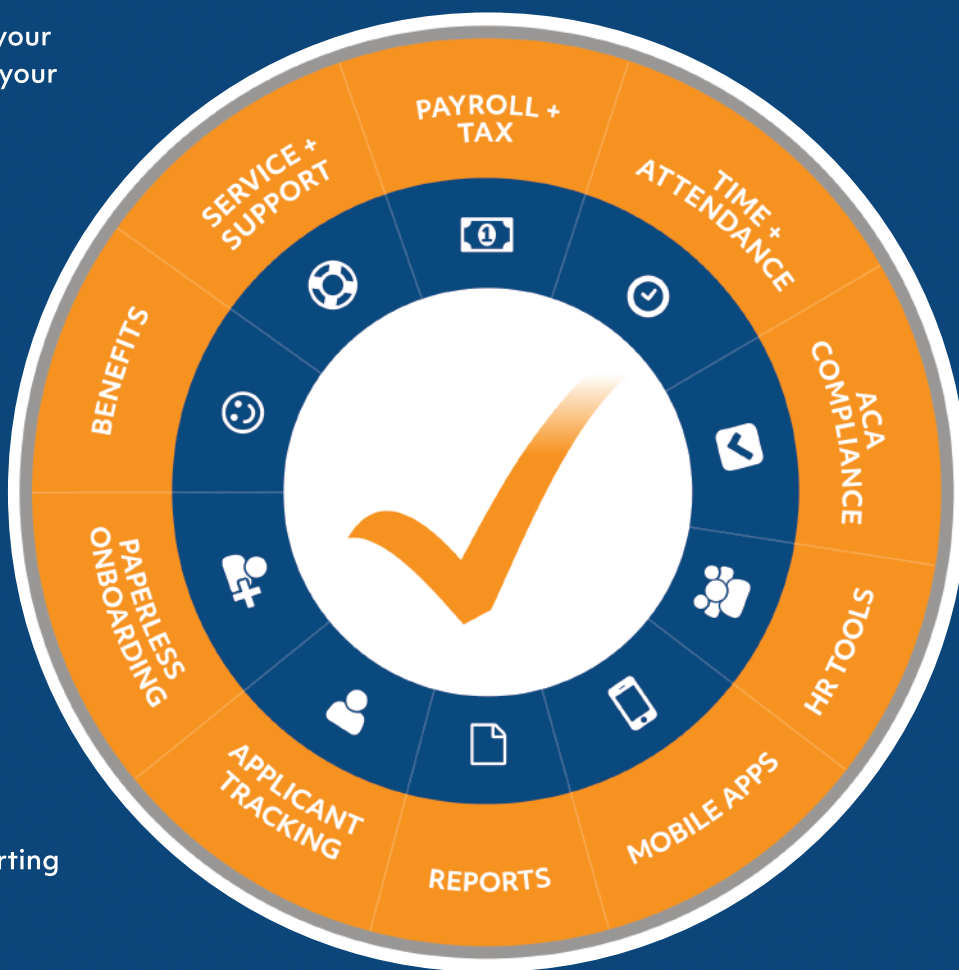 your
your
PAYROLL +
TAX
TIME +
ATTENDANCE
ACA
COMPLIANCE
HR TOOLS
MOBILE APPS
REPORTS
APPLICANT
TRACKING
PAPERLESS
ONBOARDING
BENEFITS
SERVICE +
SUPPORT
1
rting